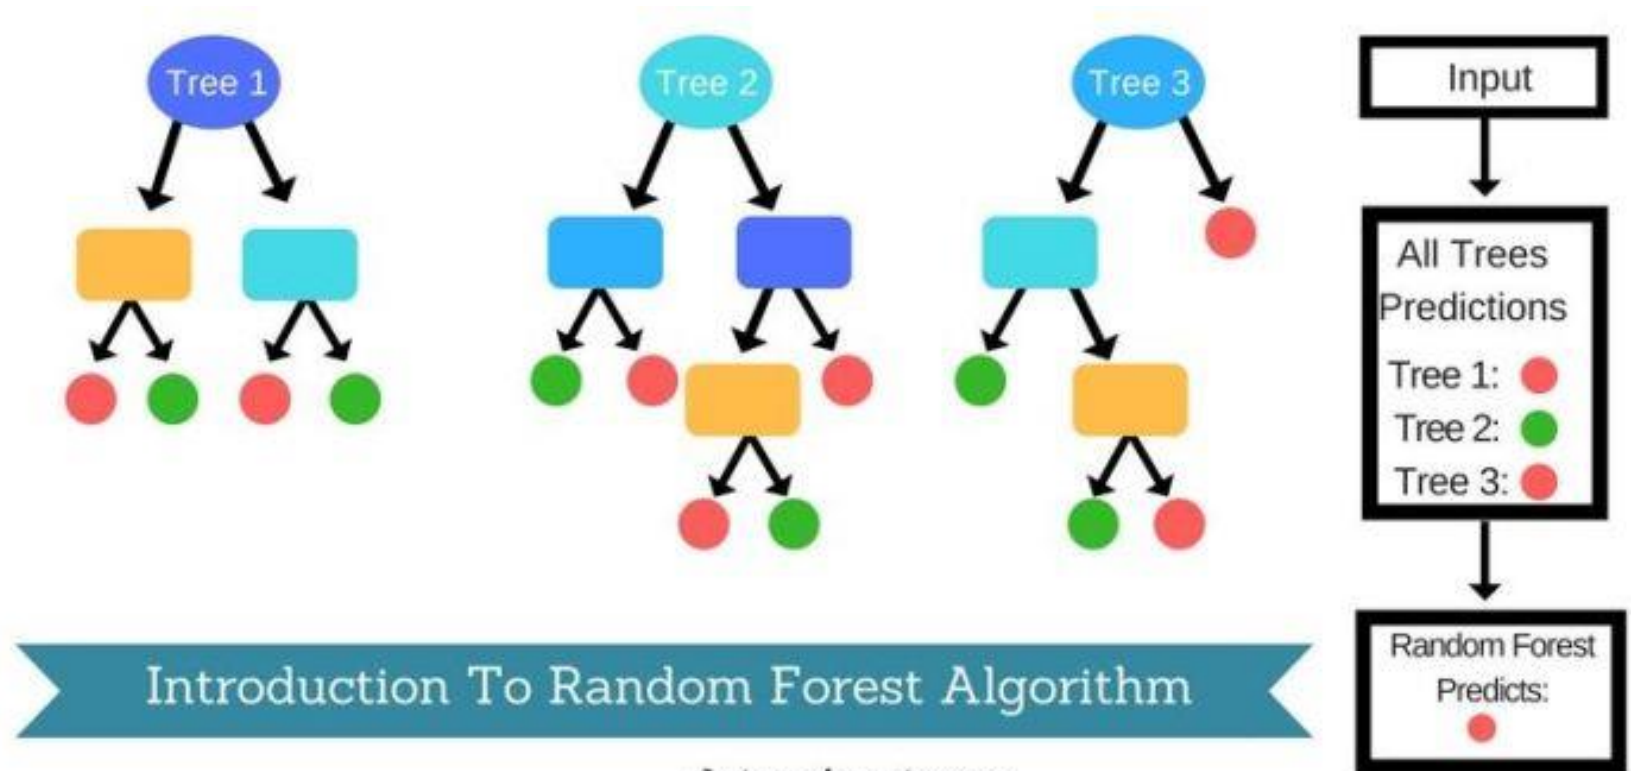 Tree 1
Tree 2
Tree 3
Input
All Trees
Predictions
Tree 1:
Tree 2:
Tree 3:
Random Forest
Predicts:
Introduction To Random Forest Algorithm